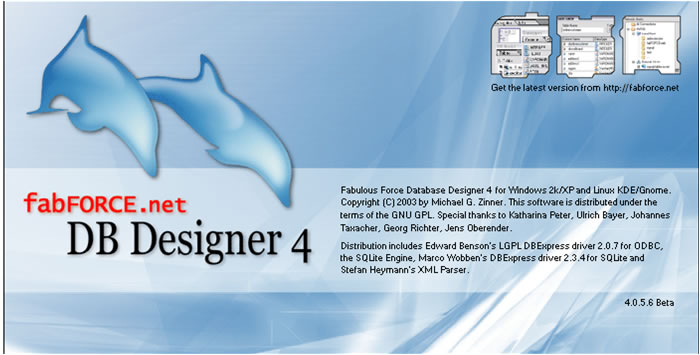 Get the latest version from http://fabforce.net
fabFORCE.net
DB Designer 4
Fabulous Force Database Designer 4 for Windows 2k/XP and Linux KDE/Gnome.
Copyright (C) 2003 by Michael G. Zinner. This software is distributed under the
terms of the GNU GPL. Special thanks to Katharina Peter, Ulrich Bayer, Johannes
Taxacher, Georg Richter, Jens Oberender.
Distribution includes Edward Benson's LGPL DBExpress driver 2.0.7 for ODBC,
the SQLite Engine, Marco Wobben's DBExpress driver 2.3.4 for SQLite and
Stefan Heymann's XML Parser.
4.0.5.6 Beta